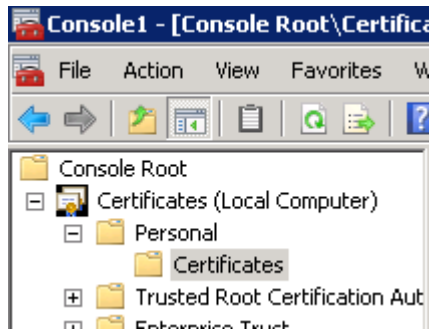 Console1 - [Console Root\Certifica
File Action View Favorites W
Console Root
Certificates (Local Computer)
Personal
Certificates
Trusted Root Certification Aut
Enterprise Trust